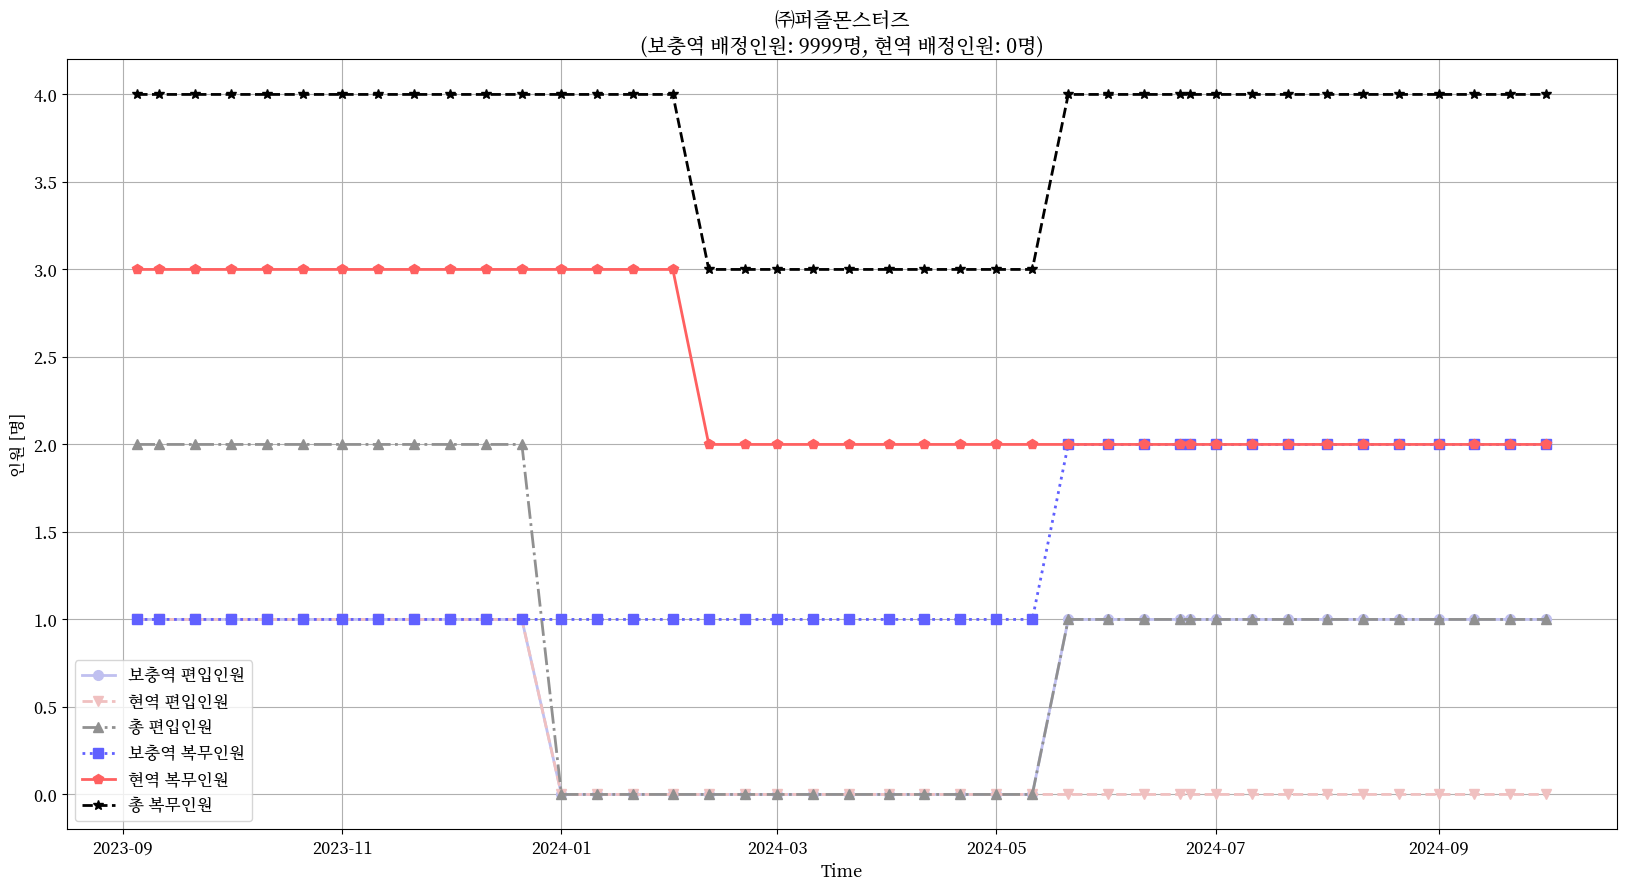 ㈜퍼즐몬스터즈
(보충역 배정인원: 9999명, 현역 배정인원: 0명)
인원 [명]
4.0
3.5
3.0
2.5
2.0
1.5
1.0
0.5
0.0
보충역 편입인원
현역 편입인원
총 편입인원
보충역 복무인원
현역 복무인원
총 복무인원
2023-09
2023-11
2024-01
2024-03
2024-05
2024-07
2024-09
Time